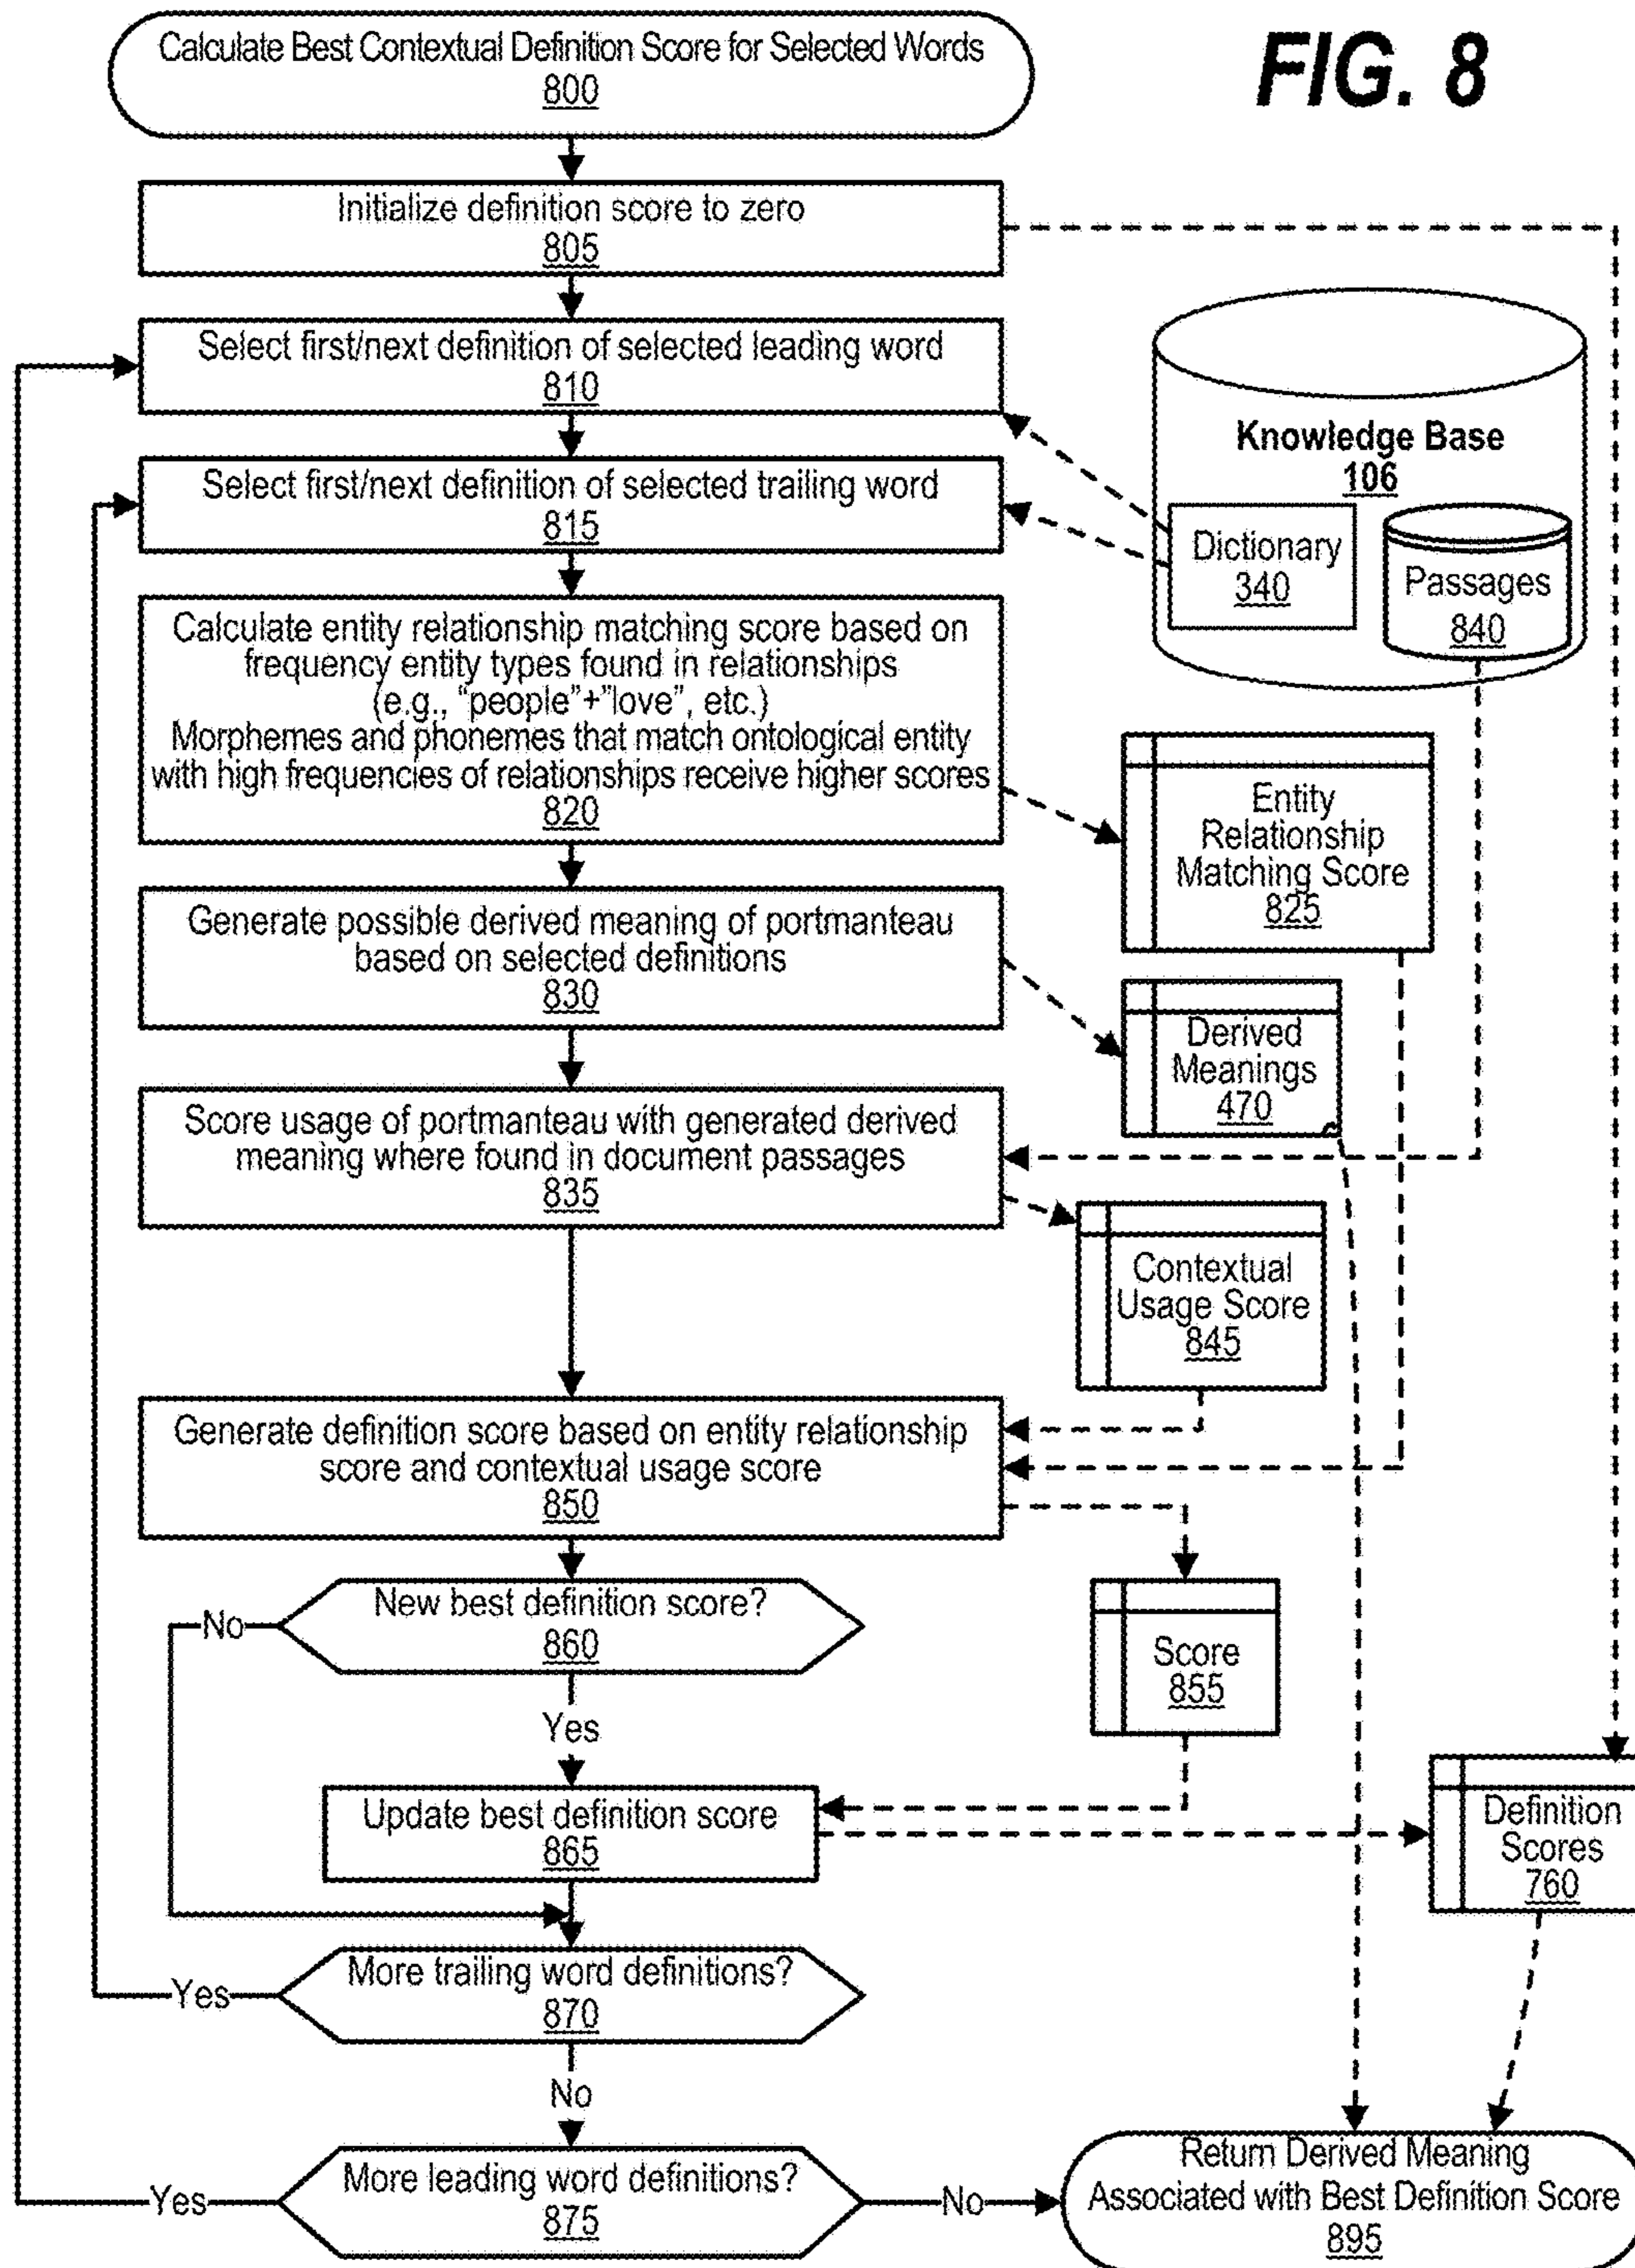 FIG. 8
Calculate Best Contextual Definition Score for Selected Words
800
Initialize definition score to zero
805
Select first/next definition of selected leading word
810
Knowledge Base
106
Select first/next definition of selected trailing word
815
Dictionary
340
Passages
840
Calculate entity relationship matching score based on
frequency entity types found in relationships
(e.g., "people"+"love", etc.)
Morphemes and phonemes that match ontological entity
with high frequencies of relationships receive higher scores
820
Entity
Relationship
Matching Score
825
Generate possible derived meaning of portmanteau
based on selected definitions
830
Derived
Meanings
470
Score usage of portmanteau with generated derived
meaning where found in document passages
835
Contextual
Usage Score
845
Generate definition score based on entity relationship
score and contextual usage score
850
New best definition score?
860
No
Yes
Score
855
Update best definition score
865
Definition
Scores
760
More trailing word definitions?
870
Yes
No
More leading word definitions?
875
Yes
No
Return Derived Meaning
Associated with Best Definition Score
895